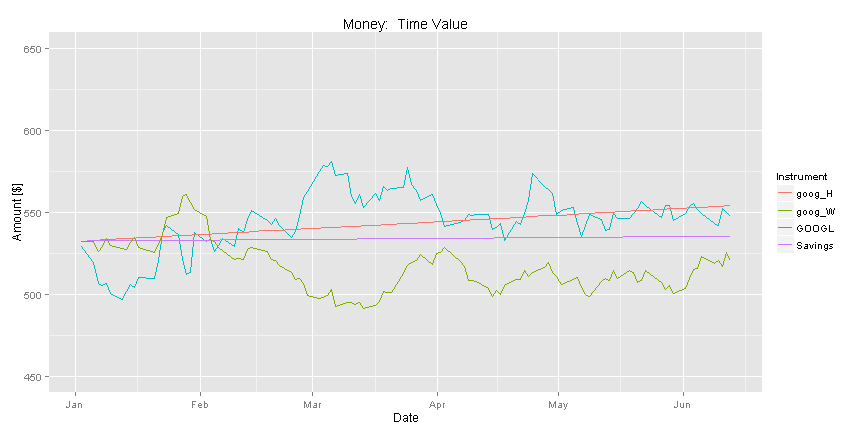 Money:  Time Value
650
600
550
500
450
Amount [$]
Jan Feb Mar Apr May Jun
Date
Instrument
goog_H
goog_W
GOOGL
Savings